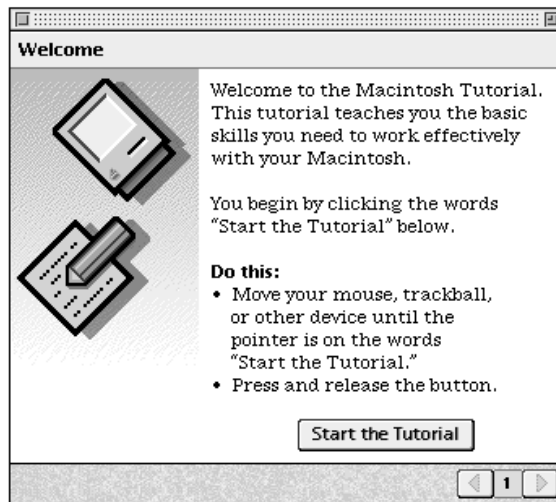 Welcome
Welcome to the Macintosh Tutorial.
This tutorial teaches you the basic
skills you need to work effectively
with your Macintosh.
You begin by clicking the words
“Start the Tutorial” below.
Do this:
• Move your mouse, trackball,
or other device until the
pointer is on the words
“Start the Tutorial.”
• Press and release the button.
Start the Tutorial
1